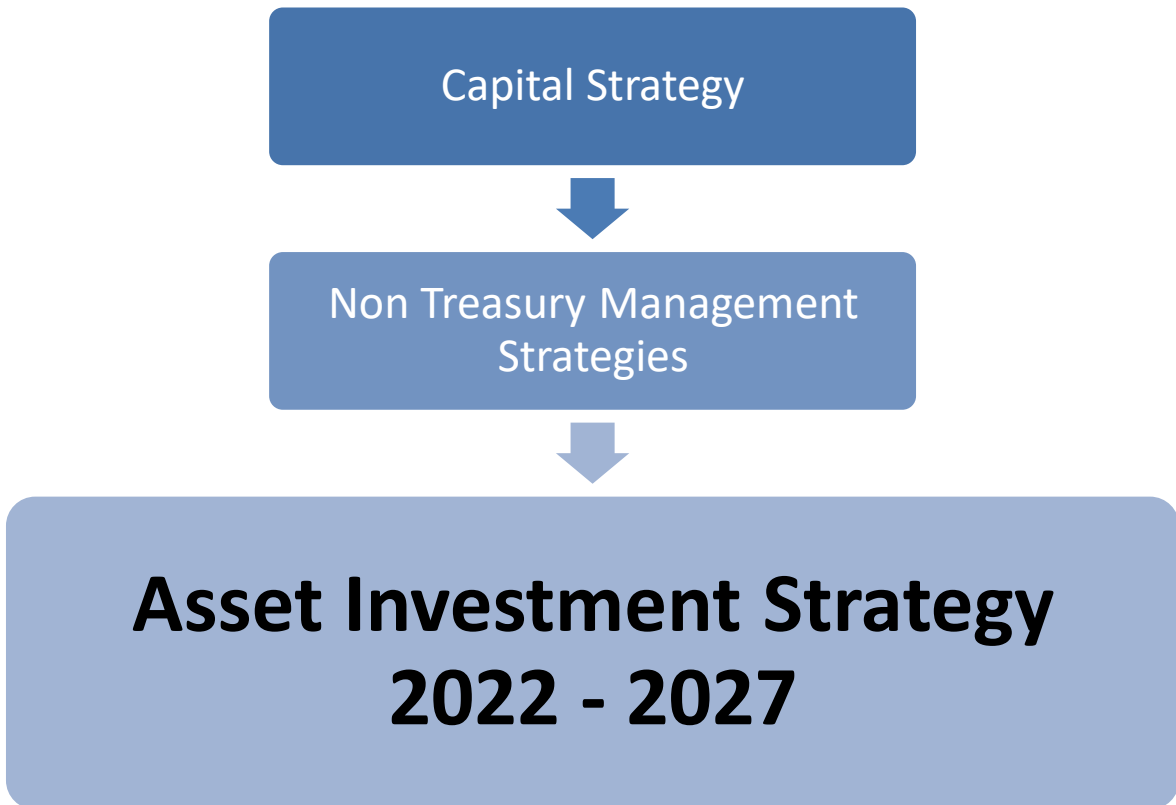 Capital Strategy
Non Treasury Management
Strategies
Asset Investment Strategy
2022 - 2027